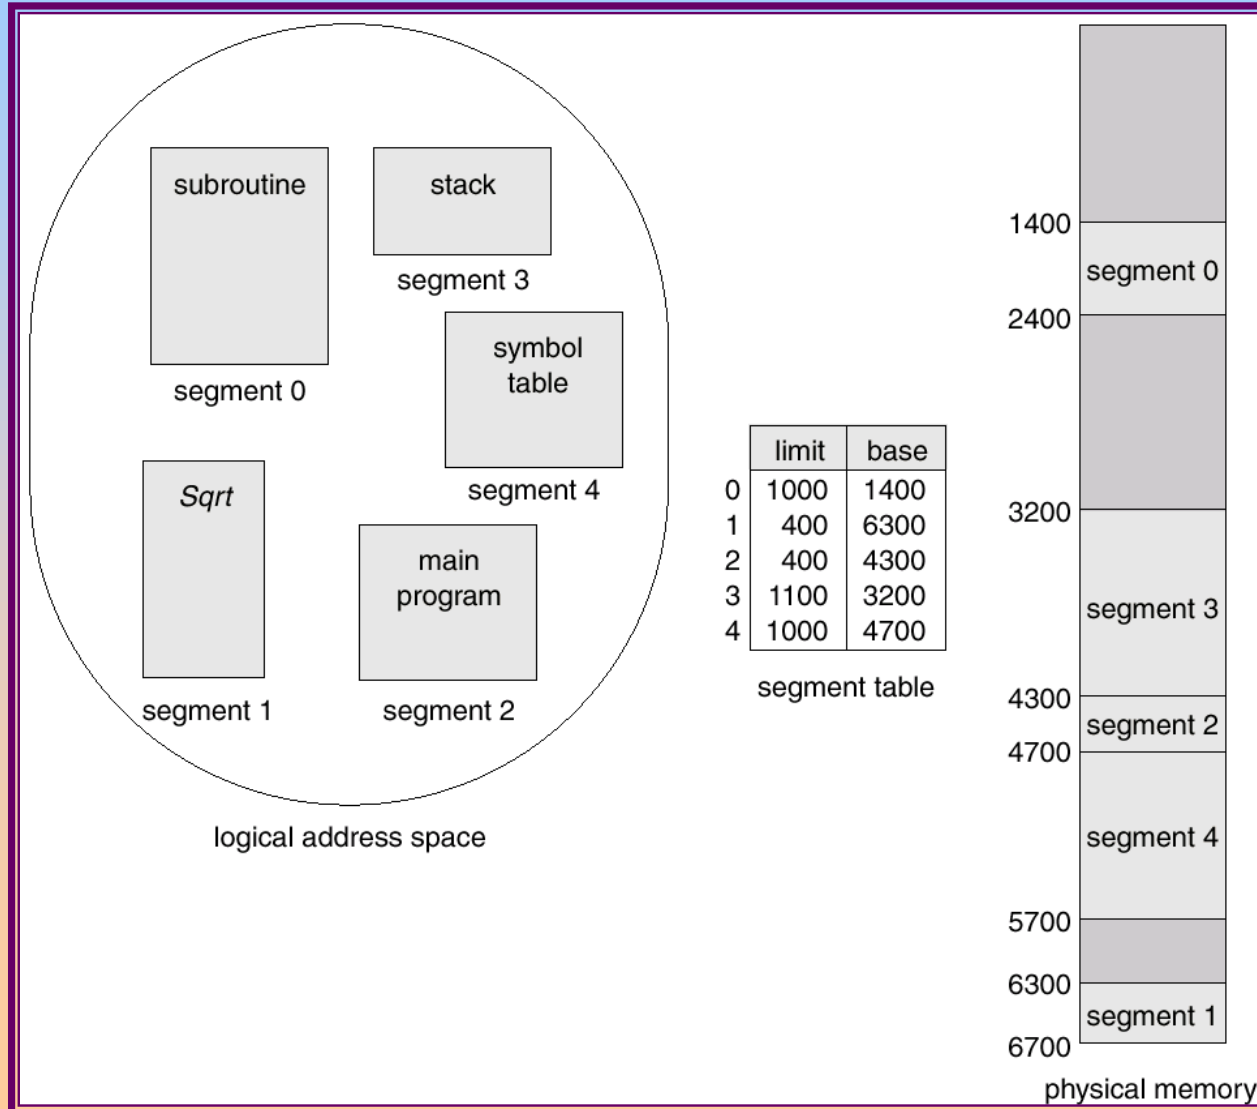 subroutine
segment 0
stack
segment 3
symbol
table
segment 4
Sqrt
segment 1
main
program
segment 2
logical address space
limit base
0 1000 1400
1 400 6300
2 400 4300
3 1100 3200
4 1000 4700
segment table
1400
segment 0
2400
3200
segment 3
4300
segment 2
4700
segment 4
5700
6300
segment 1
6700
physical memory